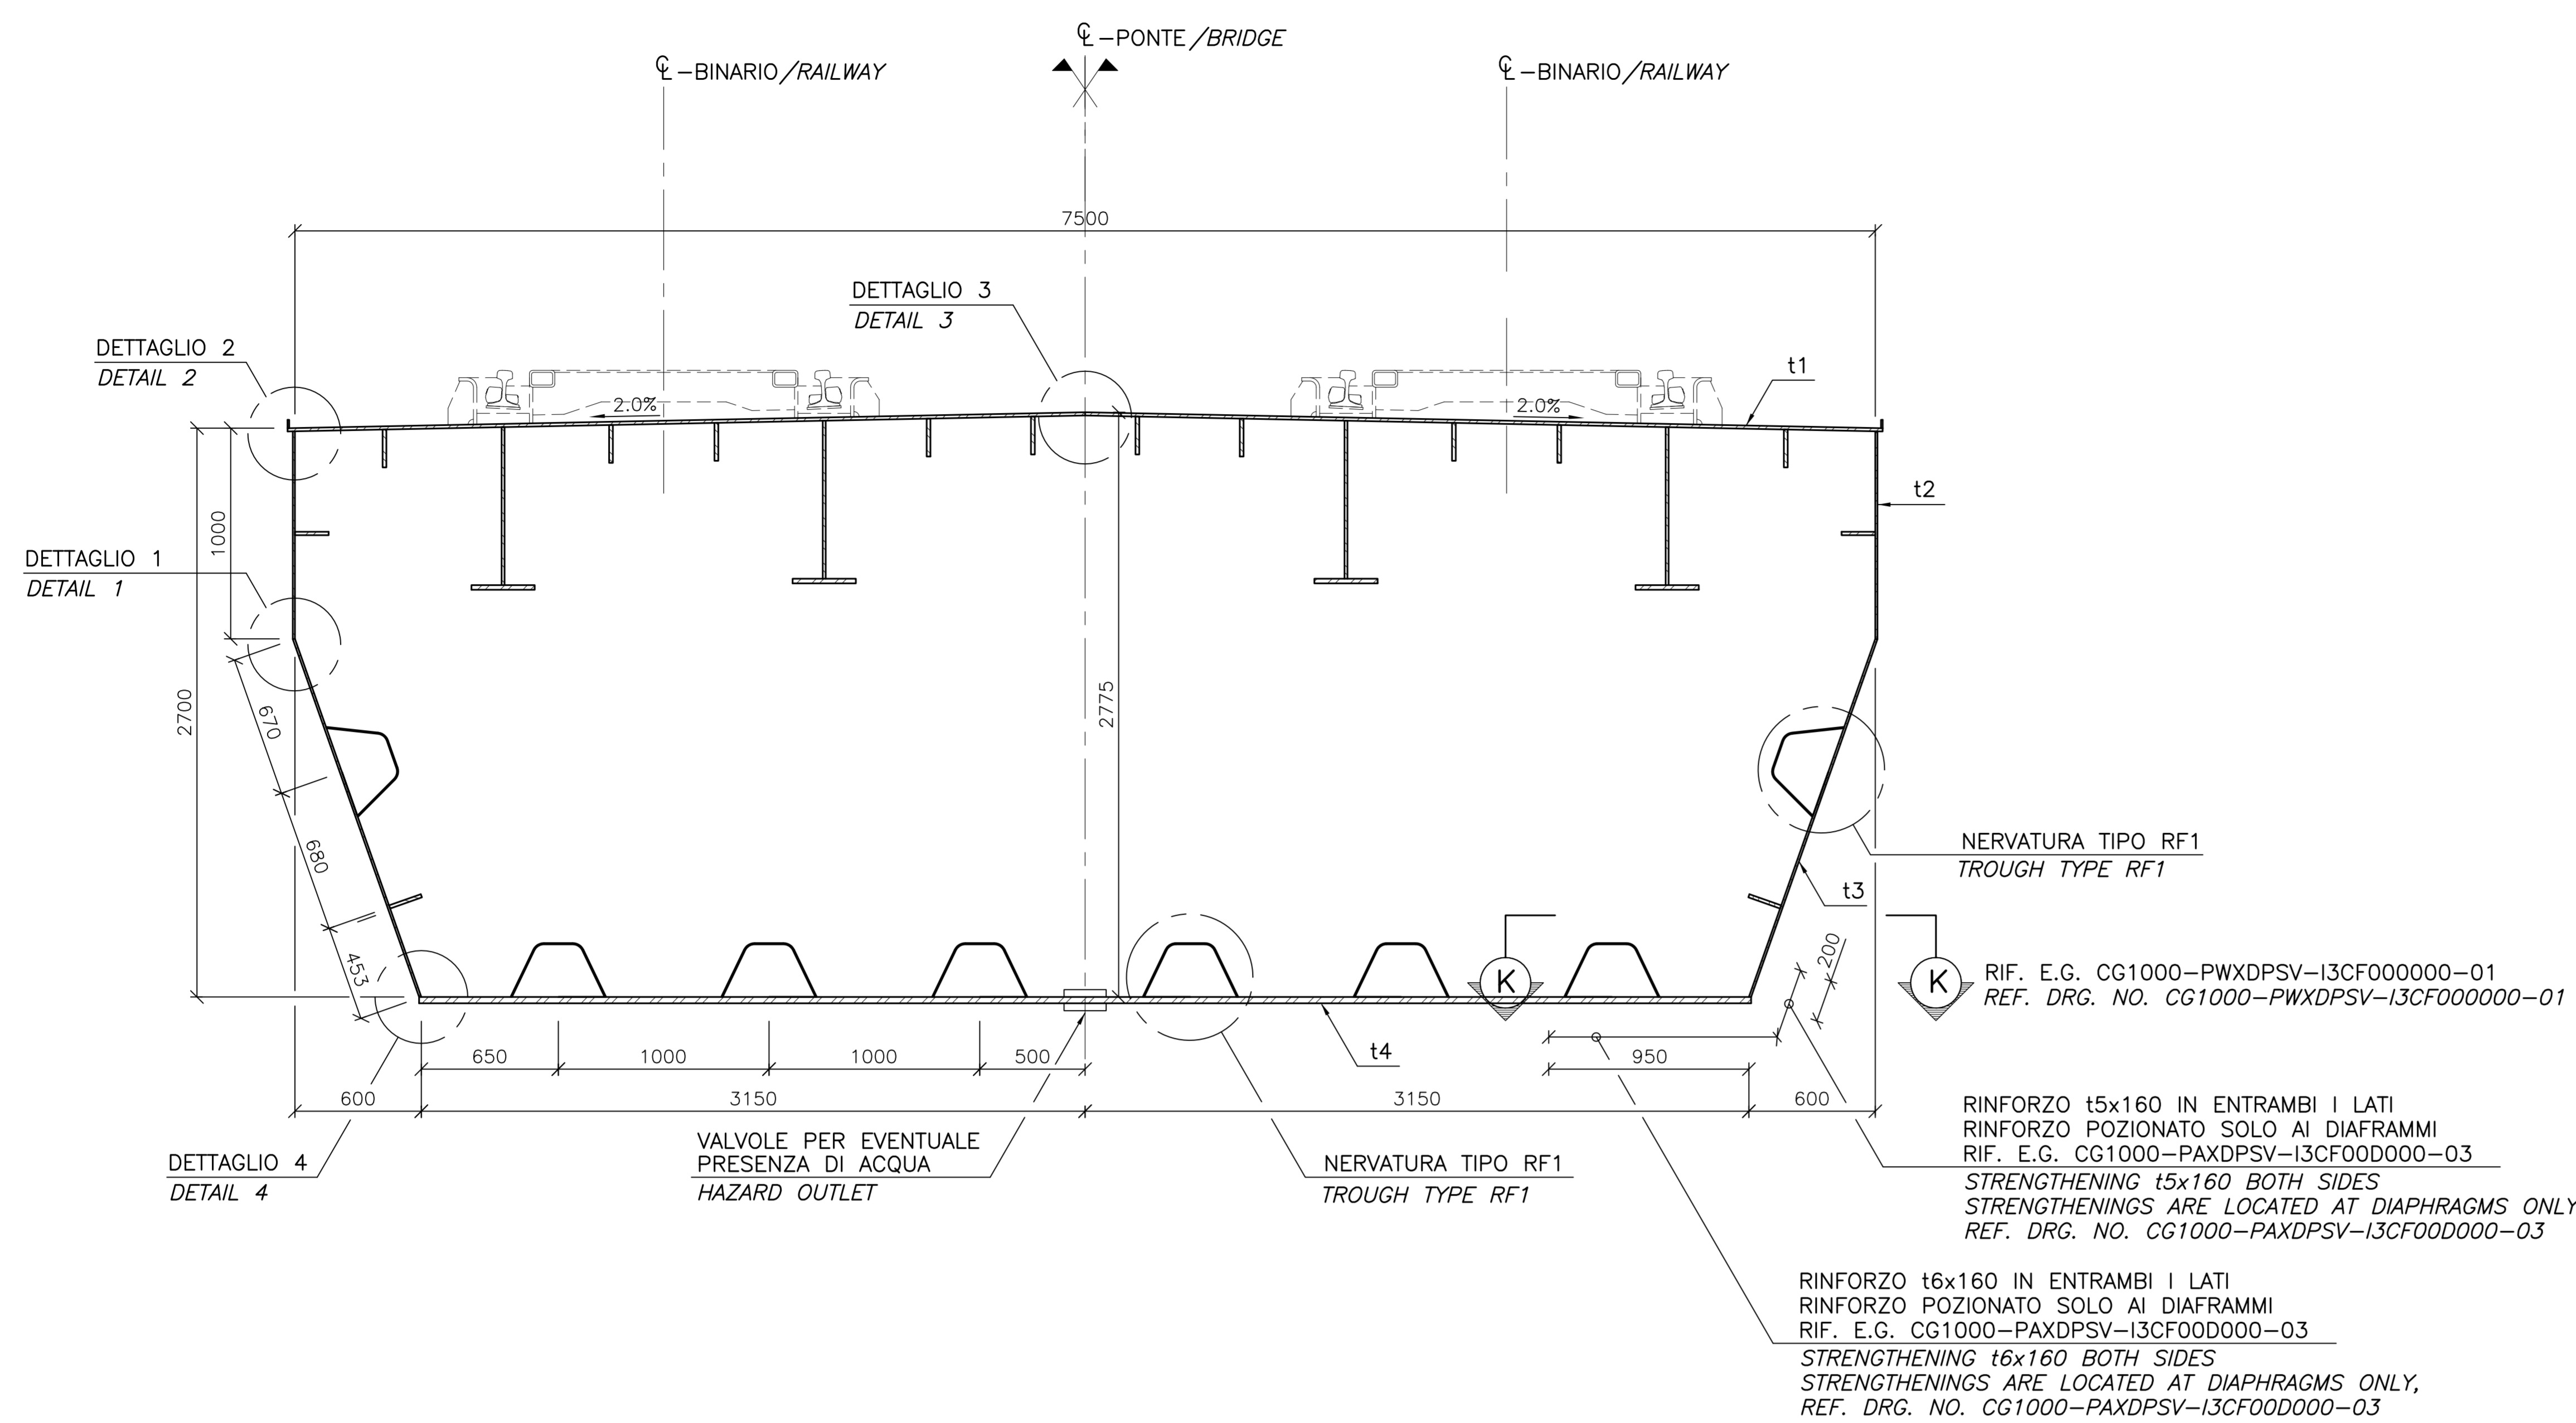 ℄-PONTE/BRIDGE
℄-BINARIO/RAILWAY
℄-BINARIO/RAILWAY
7500
DETTAGLIO 3
DETAIL 3
DETTAGLIO 2
DETAIL 2
t1
2.0%
2.0%
t2
1000
DETTAGLIO 1
DETAIL 1
2700
2775
670
680
453
NERVATURA TIPO RF1
TROUGH TYPE RF1
t3
200
K
K
RIF. E.G. CG1000-PWXDPSV-I3CF000000-01
REF. DRG. NO. CG1000-PWXDPSV-I3CF000000-01
650
1000
1000
500
t4
950
600
3150
3150
600
DETTAGLIO 4
DETAIL 4
VALVOLE PER EVENTUALE
PRESENZA DI ACQUA
HAZARD OUTLET
NERVATURA TIPO RF1
TROUGH TYPE RF1
RINFORZO t5x160 IN ENTRAMBI I LATI
RINFORZO POZIONATO SOLO AI DIAFRAMMI
RIF. E.G. CG1000-PAXDPSV-I3CF00D000-03
STRENGTHENING t5x160 BOTH SIDES
STRENGTHENINGS ARE LOCATED AT DIAPHRAGMS ONLY
REF. DRG. NO. CG1000-PAXDPSV-I3CF00D000-03
RINFORZO t6x160 IN ENTRAMBI I LATI
RINFORZO POZIONATO SOLO AI DIAFRAMMI
RIF. E.G. CG1000-PAXDPSV-I3CF00D000-03
STRENGTHENING t6x160 BOTH SIDES
STRENGTHENINGS ARE LOCATED AT DIAPHRAGMS ONLY,
REF. DRG. NO. CG1000-PAXDPSV-I3CF00D000-03